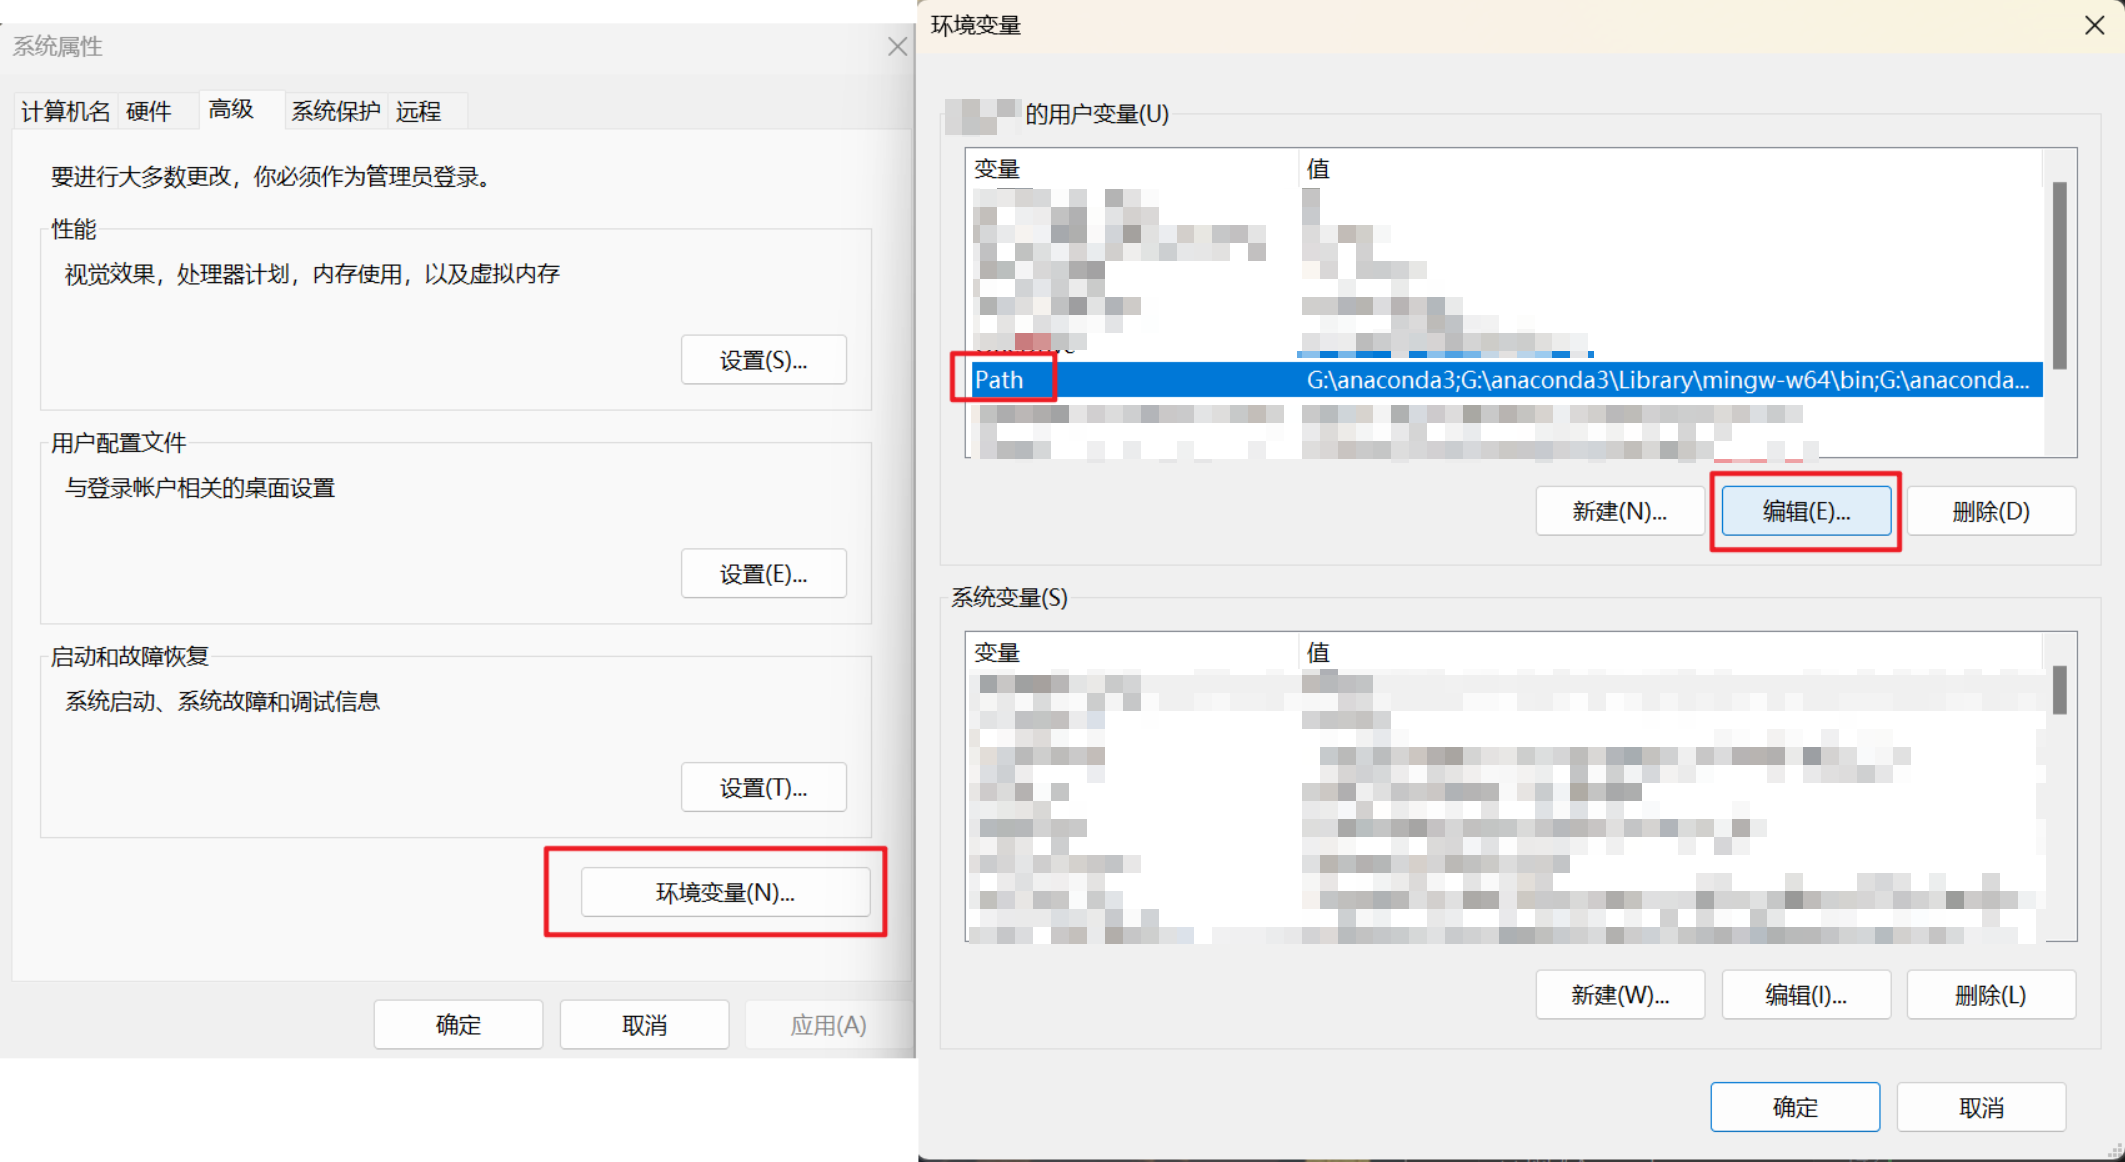 系统属性
计算机名 硬件 高级 系统保护 远程
要进行大多数更改，你必须作为管理员登录。
性能
视觉效果，处理器计划，内存使用，以及虚拟内存
设置(S)...
用户配置文件
与登录帐户相关的桌面设置
设置(E)...
启动和故障恢复
系统启动、系统故障和调试信息
设置(T)...
环境变量(N)...
确定 取消 应用(A)
环境变量
的用户变量(U)
变量 值
Path G:\anaconda3;G:\anaconda3\Library\mingw-w64\bin;G:\anaconda...
新建(N)... 编辑(E)... 删除(D)
系统变量(S)
变量 值
新建(W)... 编辑(I)... 删除(L)
确定 取消